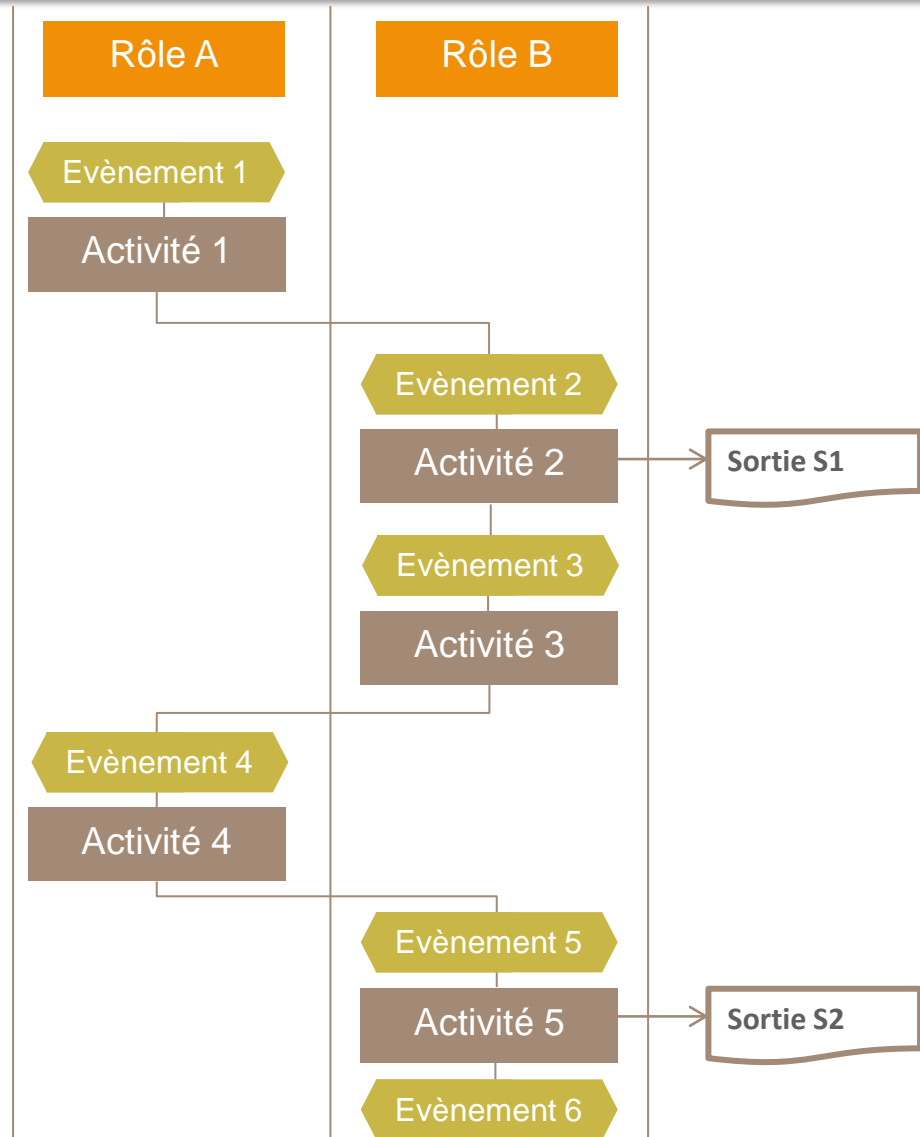 Rôle A
Rôle B
Evènement 1
Activité 1
Evènement 2
Activité 2
Sortie S1
Evènement 3
Activité 3
Evènement 4
Activité 4
Evènement 5
Activité 5
Sortie S2
Evènement 6